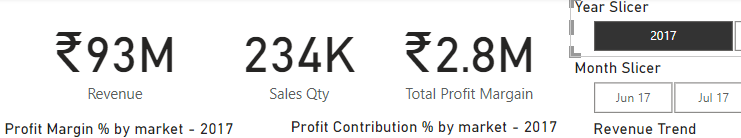 ₹93M
Revenue
234K
Sales Qty
₹2.8M
Total Profit Margain
Year Slicer
2017
Month Slicer
Jun 17
Jul 17
Profit Margin % by market - 2017
Profit Contribution % by market - 2017
Revenue Trend